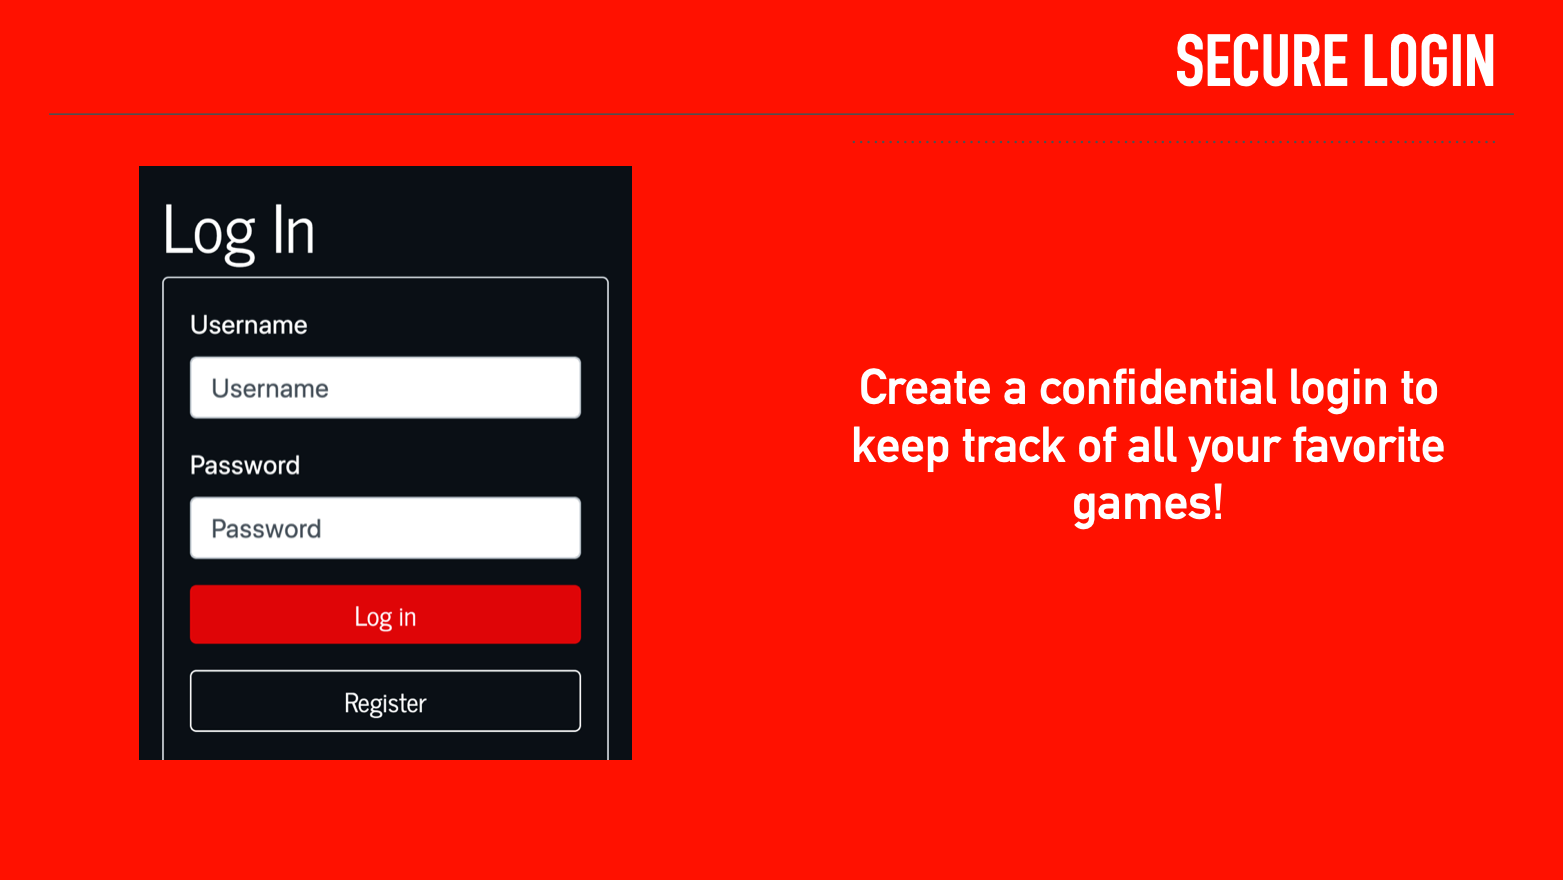 SECURE LOGIN
Log In
Username
Username
Password
Password
Log in
Register
Create a confidential login to
keep track of all your favorite
games!